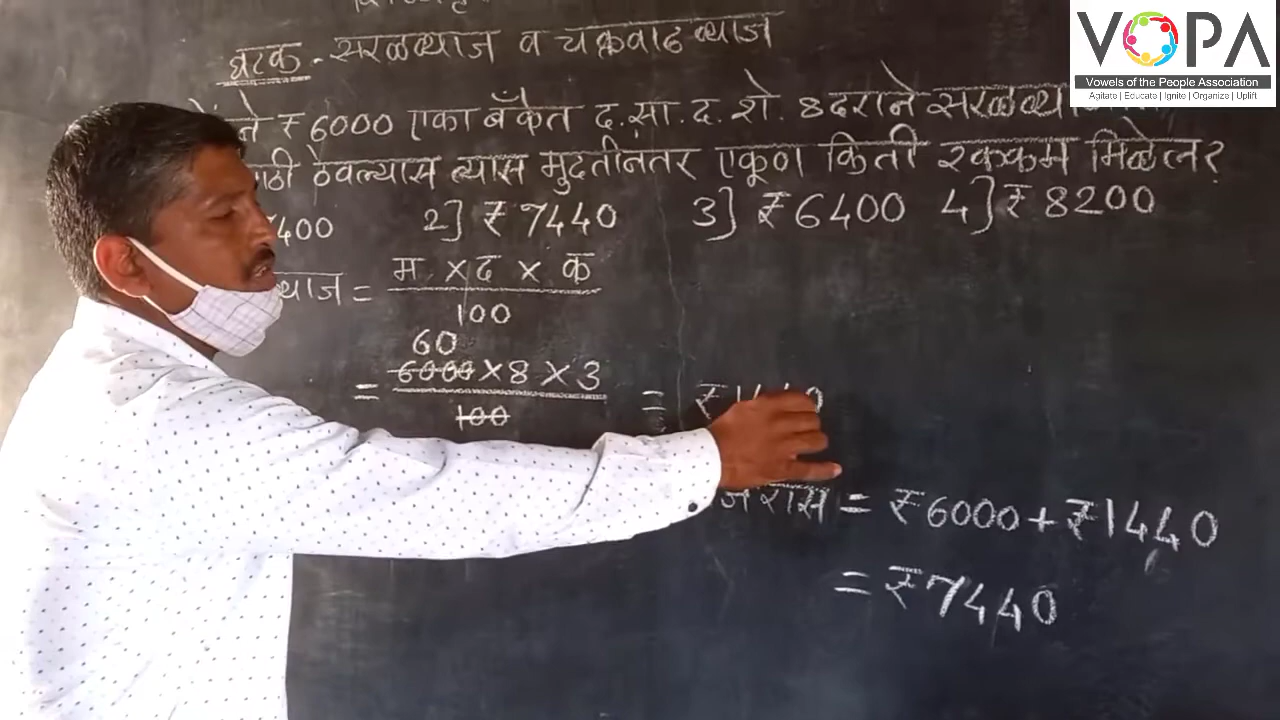 VOPA
Vowels of the People Association
Agitate | Educate | Ignite | Organize | Uplift
घटक - सरळव्याज व चक्रवाढ व्याज
ने ₹ 6000 एका बँकेत द.सा.द.शे. 8 दराने सरळव्या
ठेवल्यास त्यास मुदतीनंतर एकूण किती रक्कम मिळेल?
7400 2] ₹ 7440 3] ₹ 6400 4] ₹ 8200
व्याज = म × द × क
100
60
= 6000 × 8 × 3 = ₹ 1440
100
रास = ₹6000 + ₹1440
= ₹7440